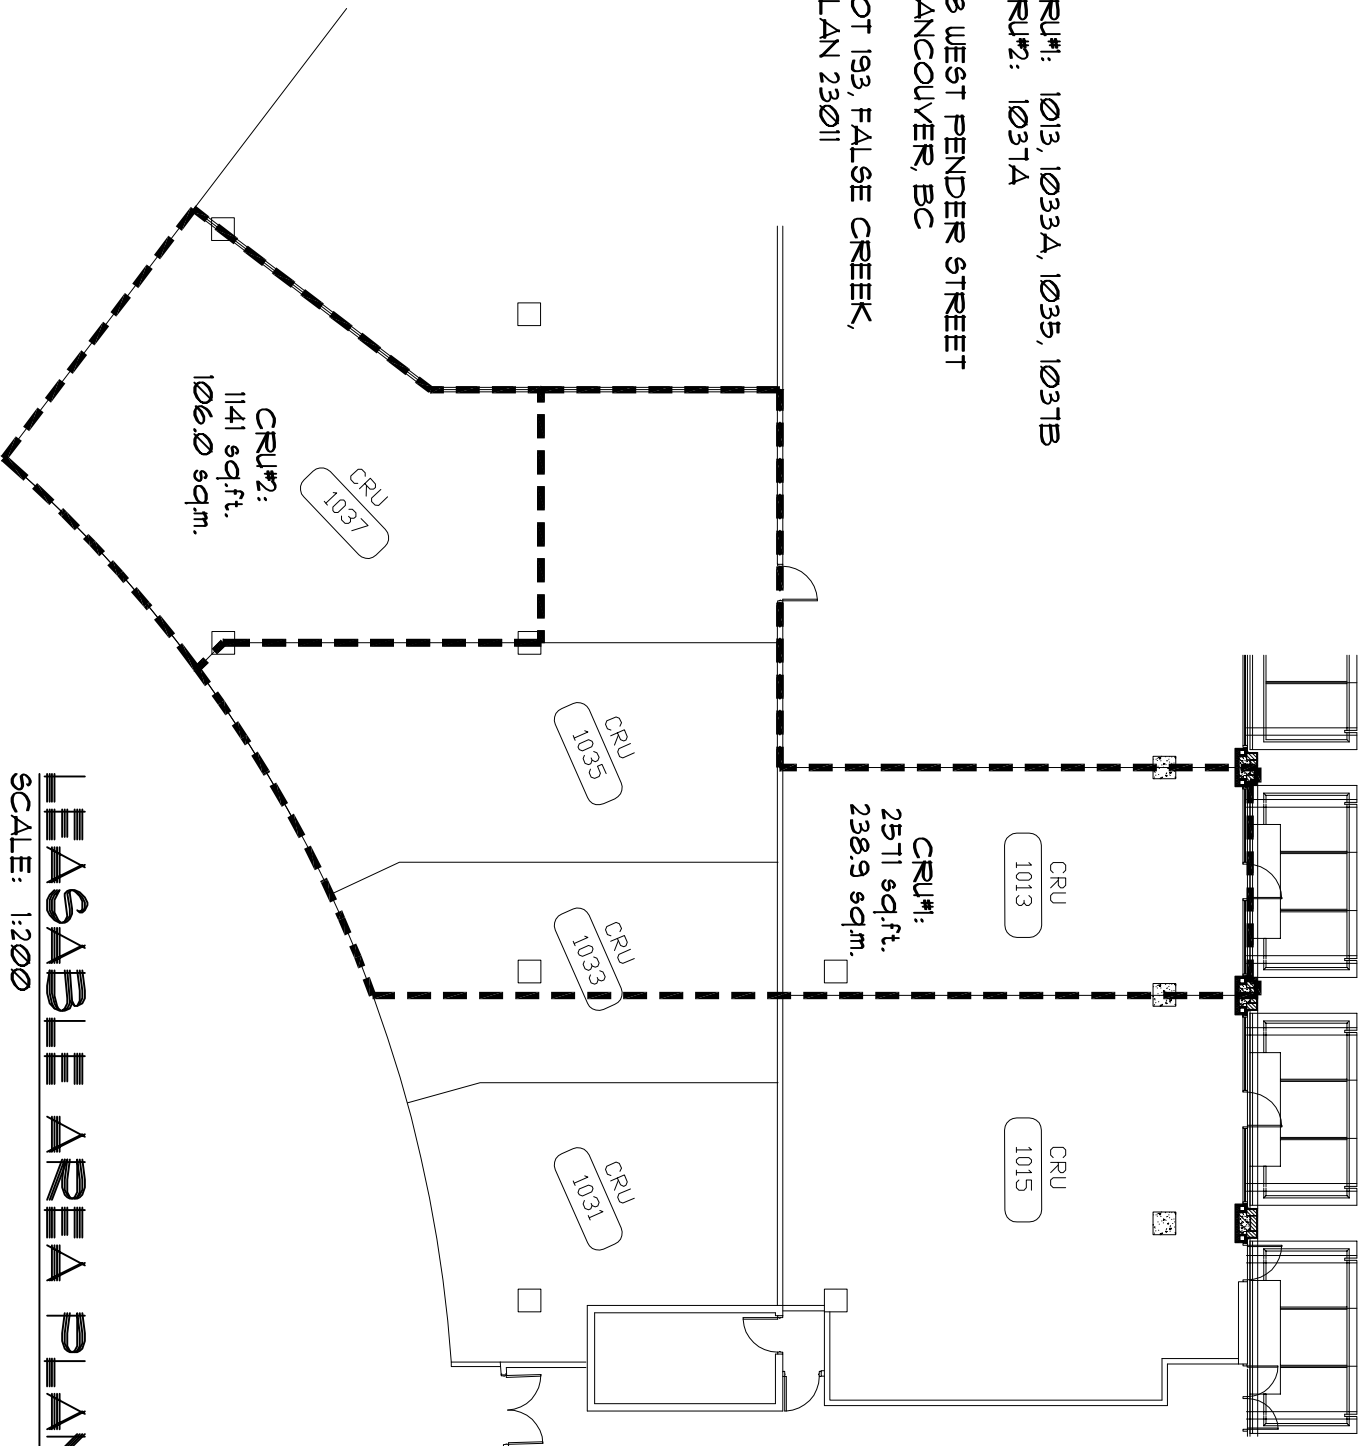 RU#1: 1013, 1033A, 1035, 1037B
RU#2: 1037A
WEST PENDER STREET
ANCOUVER, BC
OT 193, FALSE CREEK,
LAN 23011
CRU
1013
CRU
1015
CRU#1:
2571 sq.ft.
238.9 sq.m.
CRU
1035
CRU
1033
CRU
1031
CRU
1037
CRU#2:
1141 sq.ft.
106.0 sq.m.
LEASABLE AREA PLAN
SCALE: 1:200